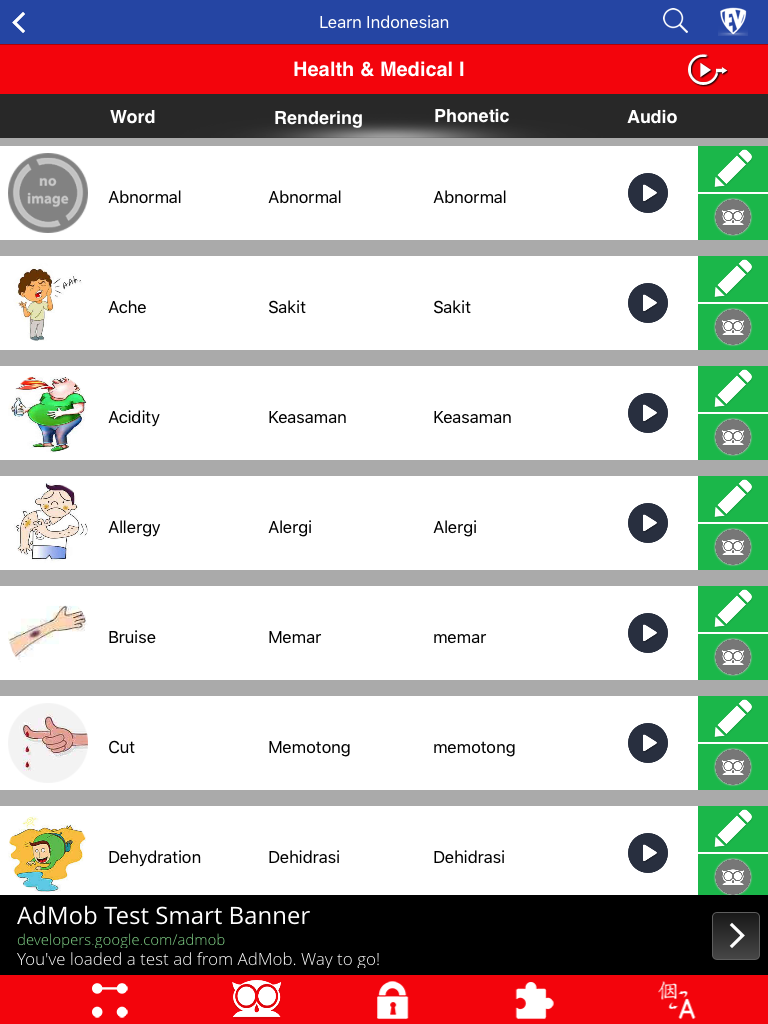 Learn Indonesian
EV
Health & Medical I
Word Rendering Phonetic Audio
no image
Abnormal Abnormal Abnormal
AAh.
Ache Sakit Sakit
Acidity Keasaman Keasaman
Allergy Alergi Alergi
Bruise Memar memar
Cut Memotong memotong
Dehydration Dehidrasi Dehidrasi
AdMob Test Smart Banner
developers.google.com/admob
You've loaded a test ad from AdMob. Way to go!
個 A